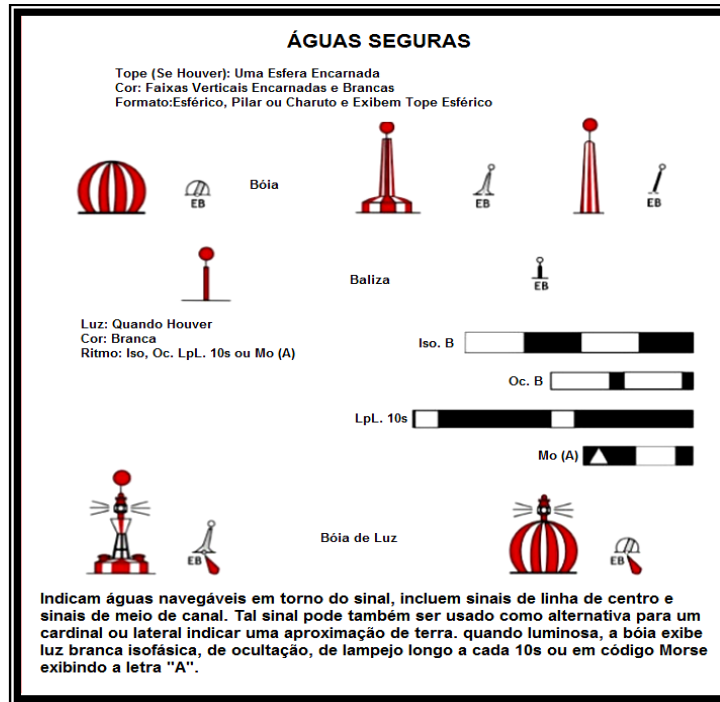 ÁGUAS SEGURAS
Tope (Se Houver): Uma Esfera Encarnada
Cor: Faixas Verticais Encarnadas e Brancas
Formato:Esférico, Pilar ou Charuto e Exibem Tope Esférico
EB
Bóia
EB
EB
Baliza
EB
Luz: Quando Houver
Cor: Branca
Ritmo: Iso, Oc. LpL. 10s ou Mo (A)
Iso. B
Oc. B
LpL. 10s
Mo (A)
EB
Bóia de Luz
EB
Indicam águas navegáveis em torno do sinal, incluem sinais de linha de centro e
sinais de meio de canal. Tal sinal pode também ser usado como alternativa para um
cardinal ou lateral indicar uma aproximação de terra. quando luminosa, a bóia exibe
luz branca isofásica, de ocultação, de lampejo longo a cada 10s ou em código Morse
exibindo a letra "A".